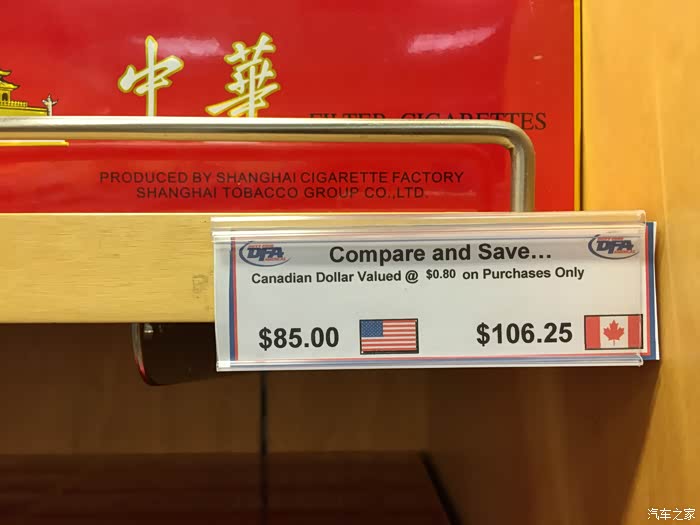 中華
FILTER CIGARETTES
PRODUCED BY SHANGHAI CIGARETTE FACTORY
SHANGHAI TOBACCO GROUP CO.,LTD.
DFA
Compare and Save...
DFA
Canadian Dollar Valued @ $0.80 on Purchases Only
$85.00
$106.25
汽车之家